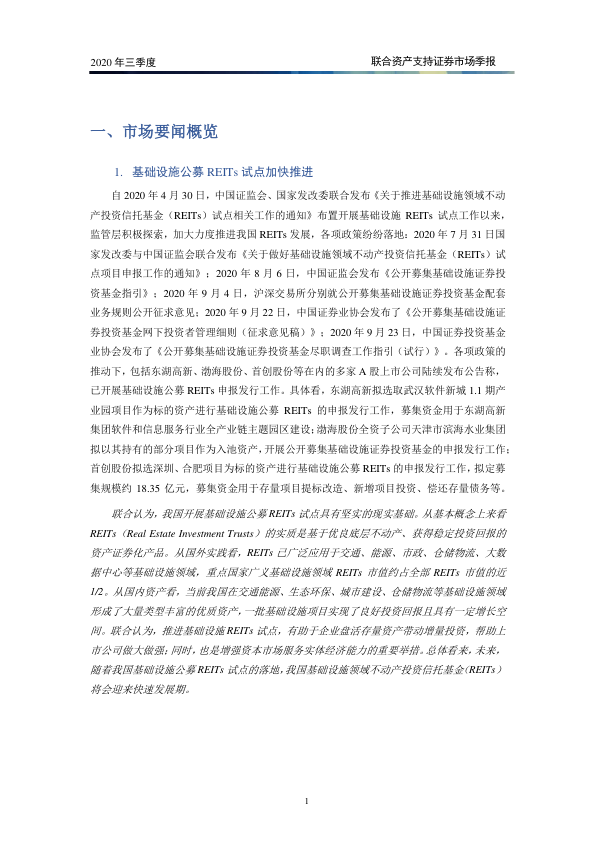 2020 年三季度
联合资产支持证券市场季报
一、市场要闻概览
1. 基础设施公募 REITs 试点加快推进
自 2020 年 4 月 30 日，中国证监会、国家发改委联合发布《关于推进基础设施领域不动
产投资信托基金（REITs）试点相关工作的通知》布置开展基础设施 REITs 试点工作以来，
监管层积极探索，加大力度推进我国 REITs 发展，各项政策纷纷落地：2020 年 7 月 31 日国
家发改委与中国证监会联合发布《关于做好基础设施领域不动产投资信托基金（REITs）试
点项目申报工作的通知》；2020 年 8 月 6 日，中国证监会发布《公开募集基础设施证券投
资基金指引》；2020 年 9 月 4 日，沪深交易所分别就公开募集基础设施证券投资基金配套
业务规则公开征求意见；2020 年 9 月 22 日，中国证券业协会发布了《公开募集基础设施证
券投资基金网下投资者管理细则（征求意见稿）》；2020 年 9 月 23 日，中国证券投资基金
业协会发布了《公开募集基础设施证券投资基金尽职调查工作指引（试行）》。各项政策的
推动下，包括东湖高新、渤海股份、首创股份等在内的多家 A 股上市公司陆续发布公告称，
已开展基础设施公募 REITs 申报发行工作。具体看，东湖高新拟选取武汉软件新城 1.1 期产
业园项目作为标的资产进行基础设施公募 REITs 的申报发行工作，募集资金用于东湖高新
集团软件和信息服务行业全产业链主题园区建设；渤海股份全资子公司天津市滨海水业集团
拟以其持有的部分项目作为入池资产，开展公开募集基础设施证券投资基金的申报发行工作；
首创股份拟选深圳、合肥项目为标的资产进行基础设施公募 REITs 的申报发行工作，拟定募
集规模约 18.35 亿元，募集资金用于存量项目提标改造、新增项目投资、偿还存量债务等。
联合认为，我国开展基础设施公募 REITs 试点具有坚实的现实基础。从基本概念上来看
REITs（Real Estate Investment Trusts）的实质是基于优良底层不动产、获得稳定投资回报的
资产证券化产品。从国外实践看，REITs 已广泛应用于交通、能源、市政、仓储物流、大数
据中心等基础设施领域，重点国家广义基础设施领域 REITs 市值约占全部 REITs 市值的近
1/2。从国内资产看，当前我国在交通能源、生态环保、城市建设、仓储物流等基础设施领域
形成了大量类型丰富的优质资产，一批基础设施项目实现了良好投资回报且具有一定增长空
间。联合认为，推进基础设施 REITs 试点，有助于企业盘活存量资产带动增量投资，帮助上
市公司做大做强；同时，也是增强资本市场服务实体经济能力的重要举措。总体看来，未来，
随着我国基础设施公募 REITs 试点的落地，我国基础设施领域不动产投资信托基金（REITs）
将会迎来快速发展期。
1